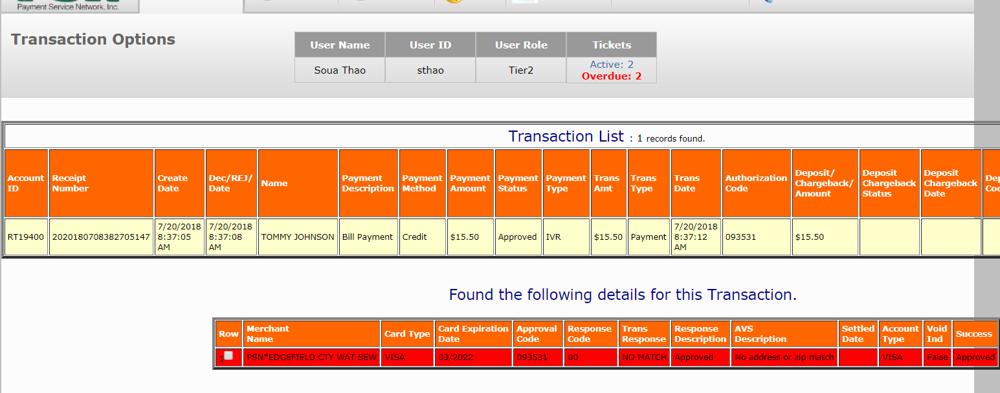 Payment Service Network, Inc.
Transaction Options
User Name User ID User Role Tickets
Soua Thao sthao Tier2 Active: 2
Overdue: 2
Transaction List : 1 records found.
Account ID Receipt Number Create Date Dec/REJ/ Date Name Payment Description Payment Method Payment Amount Payment Status Payment Type Trans Amt Trans Type Trans Date Authorization Code Deposit/ Chargeback/ Amount Deposit Chargeback Status Deposit Chargeback Date
RT19400 2020180708382705147 7/20/2018 8:37:05 AM 7/20/2018 8:37:08 AM TOMMY JOHNSON Bill Payment Credit $15.50 Approved IVR $15.50 Payment 7/20/2018 8:37:12 AM 093531 $15.50
Found the following details for this Transaction.
Row Merchant Name Card Type Card Expiration Date Approval Code Response Code Trans Response Response Description AVS Description Settled Date Account Type Void Ind Success
1 PSN*EDGEFIELD CTY WAT SEW VISA 03/2022 093531 00 NO MATCH Approved No address or zip match VISA False Approved